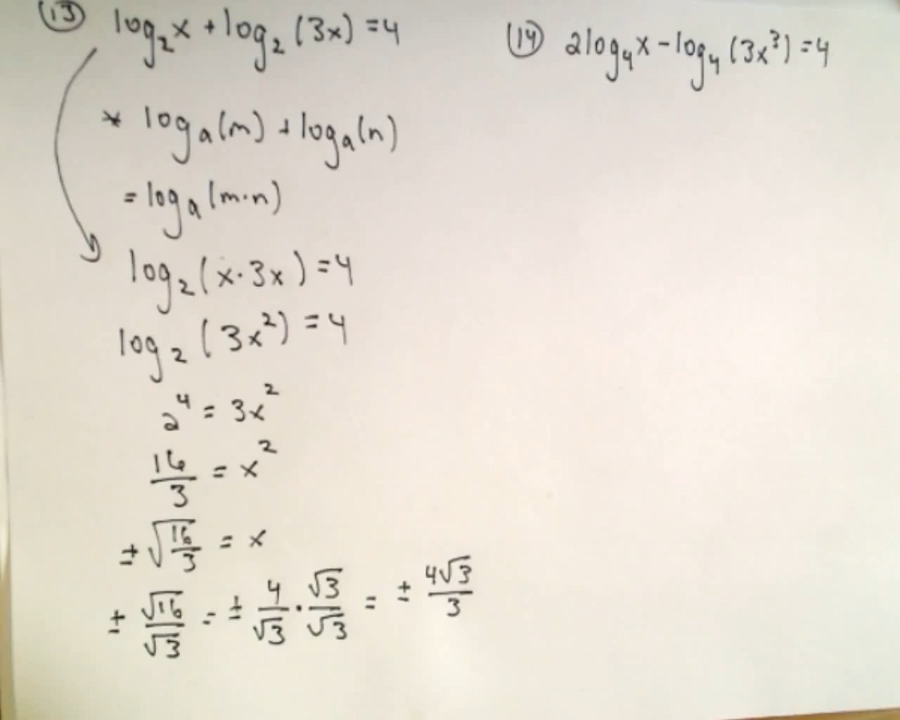 (13) log₂x + log₂(3x) = 4
* logₐ(m) + logₐ(n)
= logₐ(m·n)
log₂(x·3x) = 4
log₂(3x²) = 4
2⁴ = 3x²
16/3 = x²
± √(16/3) = x
± √16/√3 = ± 4/√3 · √3/√3 = ± 4√3/3
(14) 2log₄x - log₄(3x³) = 4